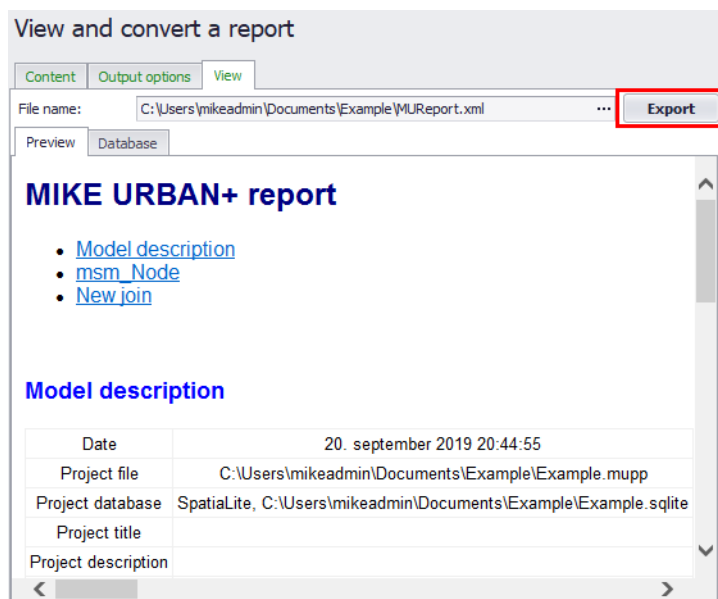 View and convert a report
Content Output options View
File name: C:\Users\mikeadmin\Documents\Example\MUReport.xml ... Export
Preview Database
MIKE URBAN+ report
• Model description
• msm_Node
• New join
Model description
Date 20. september 2019 20:44:55
Project file C:\Users\mikeadmin\Documents\Example\Example.mupp
Project database SpatiaLite, C:\Users\mikeadmin\Documents\Example\Example.sqlite
Project title
Project description